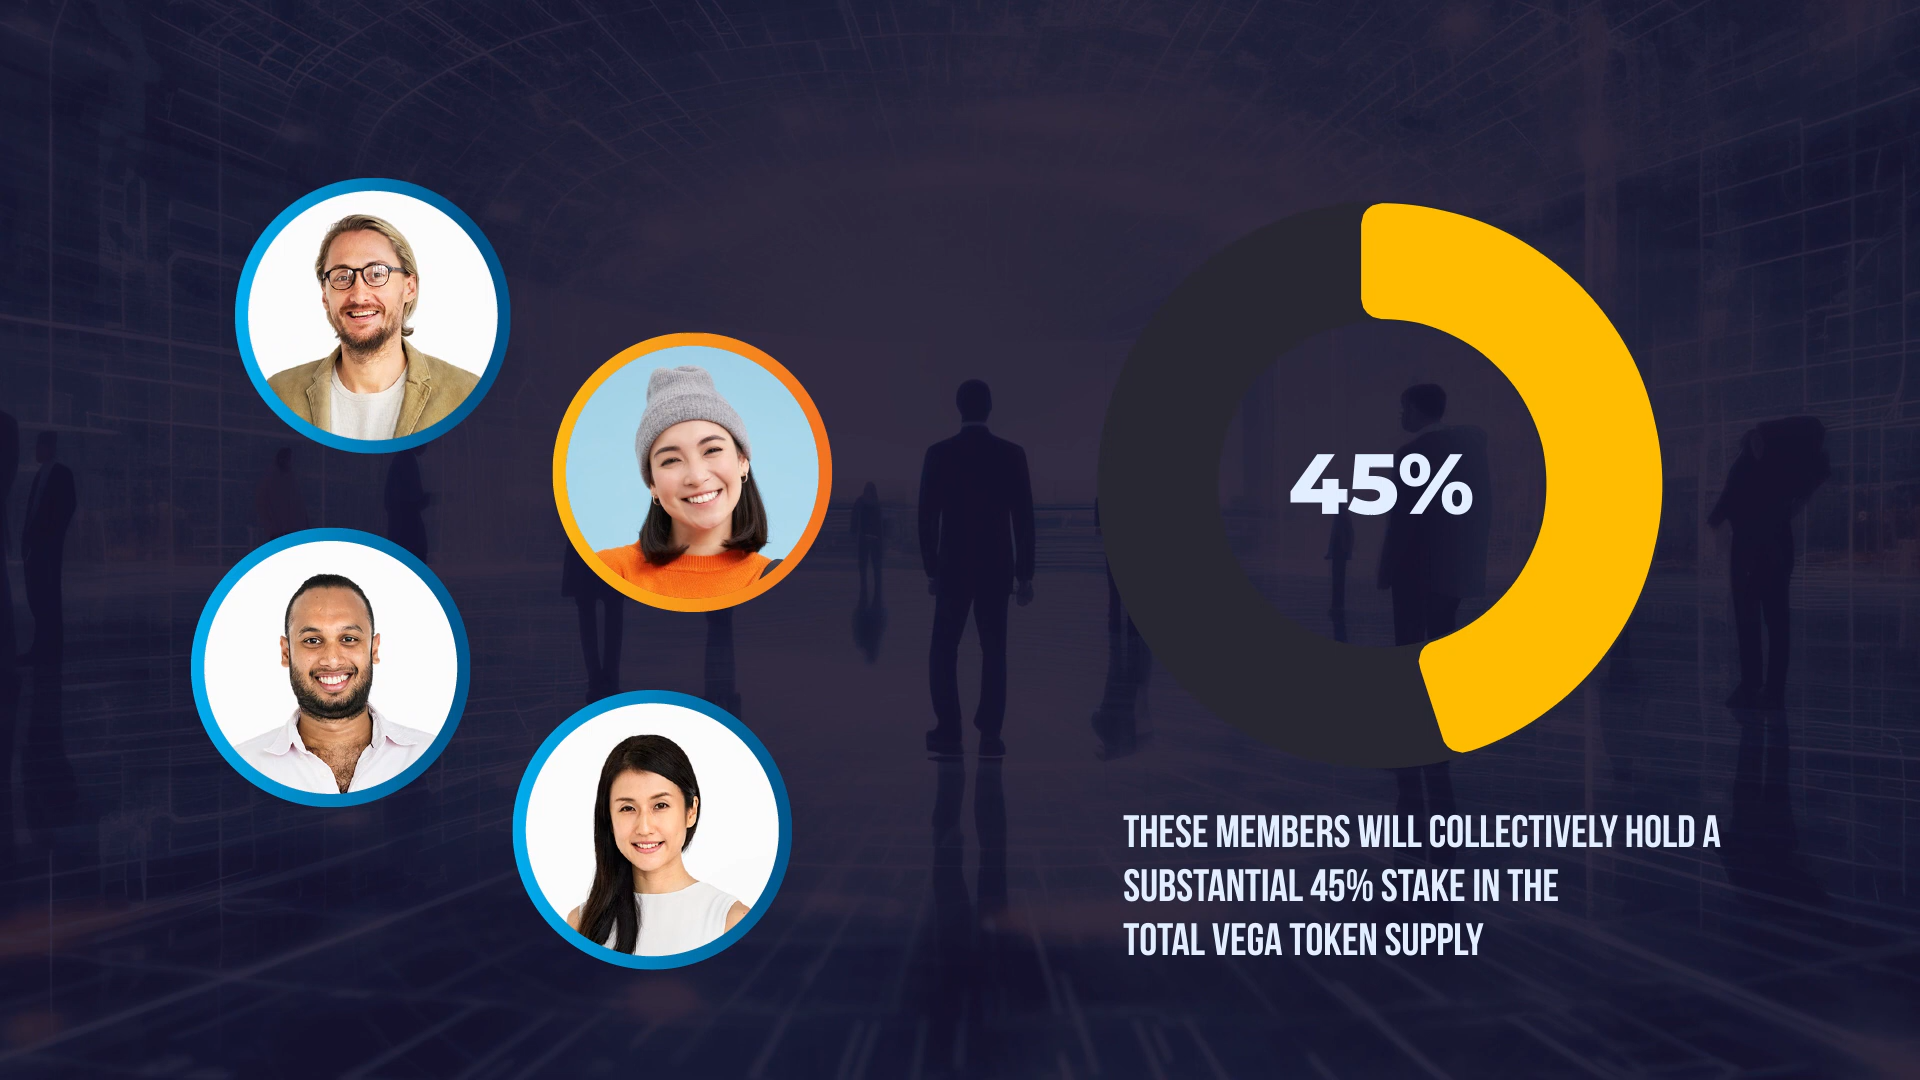 45%
THESE MEMBERS WILL COLLECTIVELY HOLD A
SUBSTANTIAL 45% STAKE IN THE
TOTAL VEGA TOKEN SUPPLY